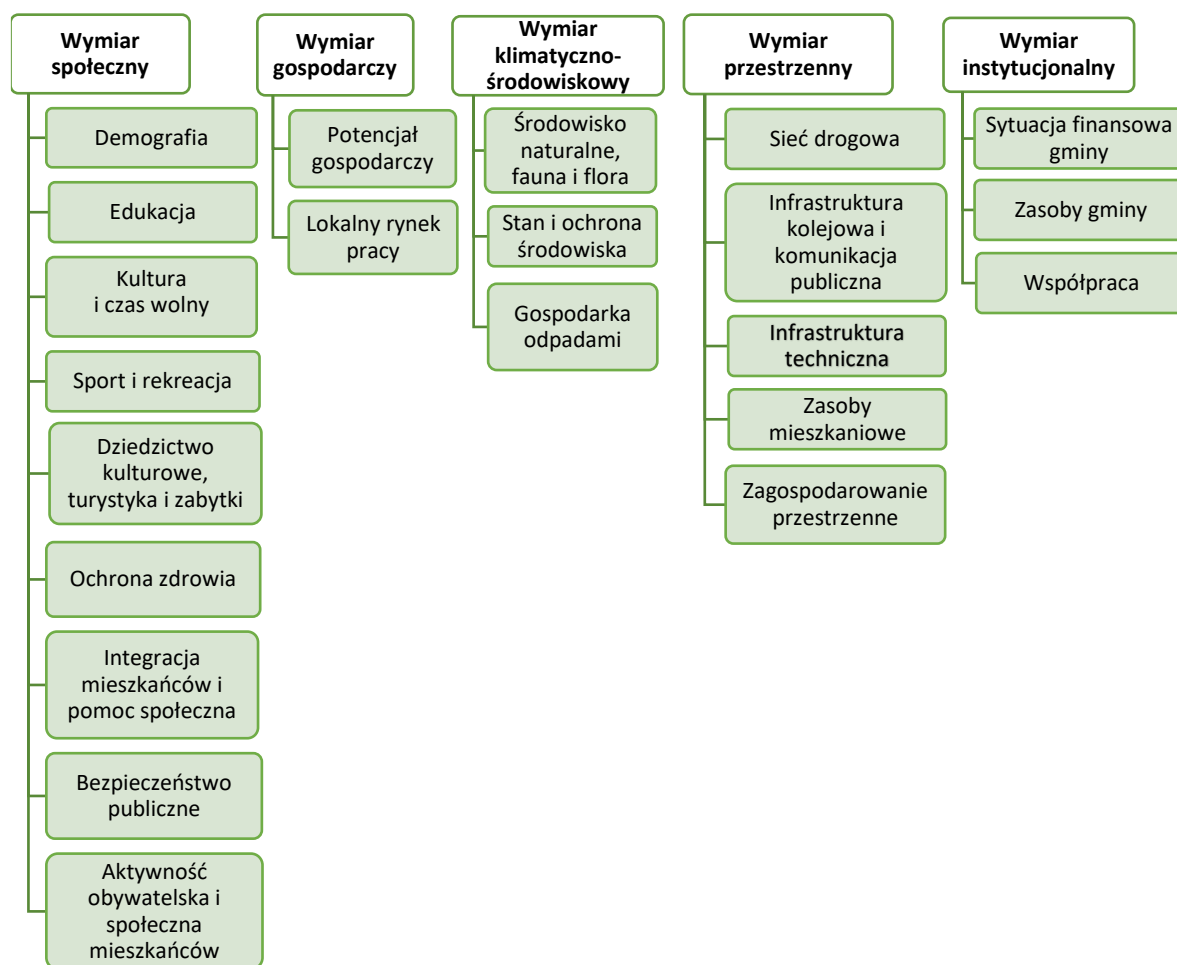 Wymiar
społeczny
Demografia
Edukacja
Kultura
i czas wolny
Sport i rekreacja
Dziedzictwo
kulturowe,
turystyka i zabytki
Ochrona zdrowia
Integracja
mieszkańców i
pomoc społeczna
Bezpieczeństwo
publiczne
Aktywność
obywatelska i
społeczna
mieszkańców
Wymiar
gospodarczy
Potencjał
gospodarczy
Lokalny rynek
pracy
Wymiar
klimatyczno-
środowiskowy
Środowisko
naturalne,
fauna i flora
Stan i ochrona
środowiska
Gospodarka
odpadami
Wymiar
przestrzenny
Sieć drogowa
Infrastruktura
kolejowa i
komunikacja
publiczna
Infrastruktura
techniczna
Zasoby
mieszkaniowe
Zagospodarowanie
przestrzenne
Wymiar
instytucjonalny
Sytuacja finansowa
gminy
Zasoby gminy
Współpraca